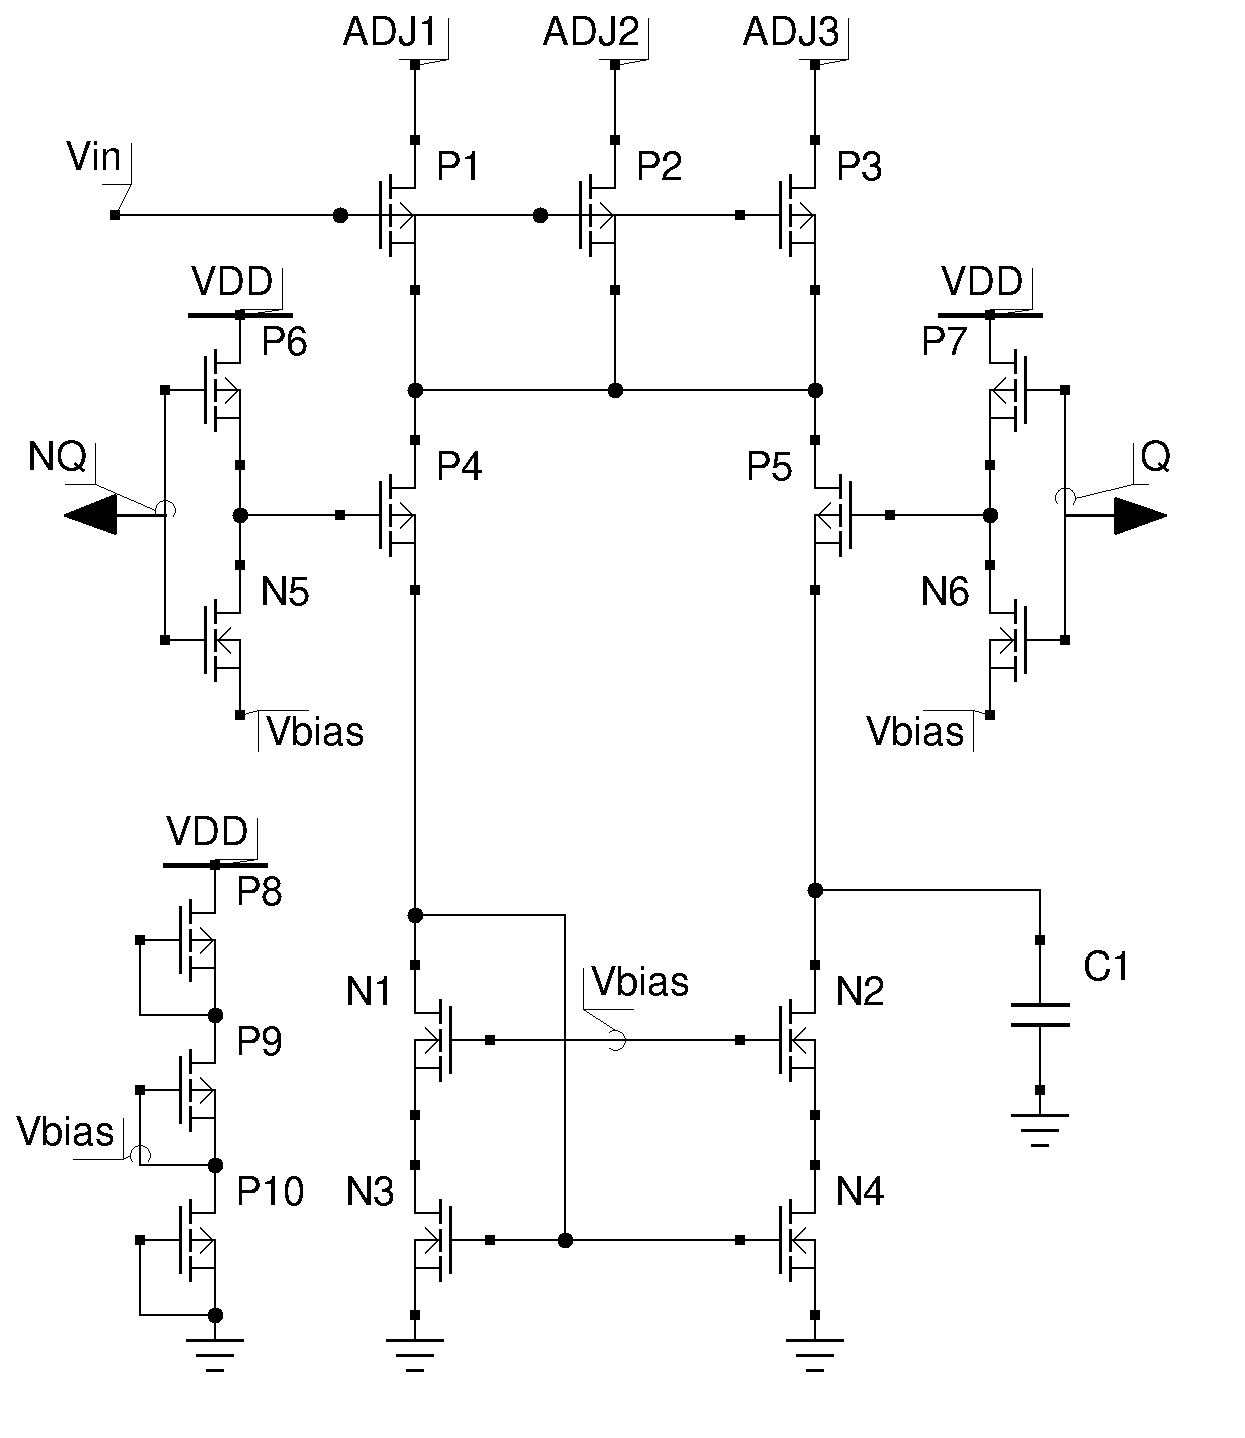 ADJ1 ADJ2 ADJ3
Vin
P1 P2 P3
VDD VDD
P6 P7
NQ P4 P5 Q
N5 N6
Vbias Vbias
VDD
P8
N1 Vbias N2 C1
P9
Vbias
P10 N3 N4